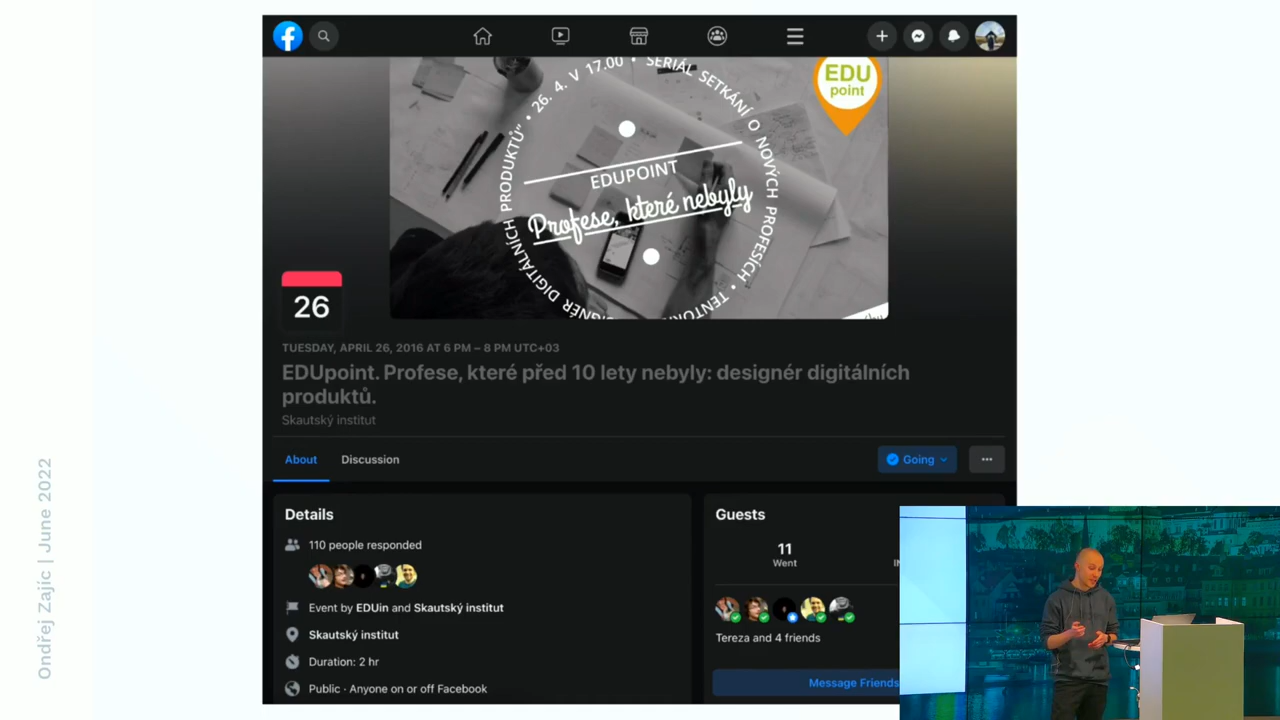 EDU
point
26. 4. V 17.00 • SERIÁL SETKÁNÍ O NOVÝCH PROFESÍCH • 
PRODUKTŮ" •
EDUPOINT
Profese, které nebyly
DIGITÁLNÍCH
26
TUESDAY, APRIL 26, 2016 AT 6 PM – 8 PM UTC+03
EDUpoint. Profese, které před 10 lety nebyly: designér digitálních
produktů.
Skautský institut
About
Discussion
Going
Details
110 people responded
Event by EDUin and Skautský institut
Skautský institut
Duration: 2 hr
Public · Anyone on or off Facebook
Guests
11
Went
Tereza and 4 friends
Message Friends
Ondřej Zajíc | June 2022